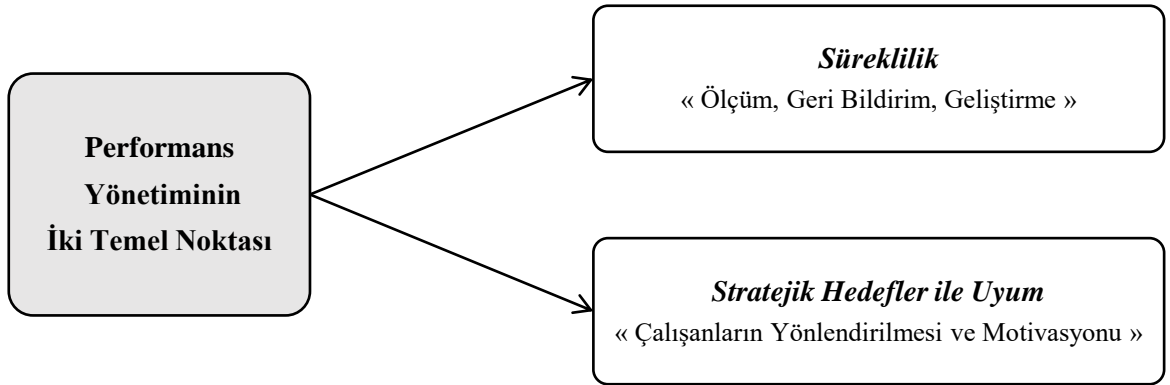 Performans
Yönetiminin
İki Temel Noktası
Süreklilik
« Ölçüm, Geri Bildirim, Geliştirme »
Stratejik Hedefler ile Uyum
« Çalışanların Yönlendirilmesi ve Motivasyonu »